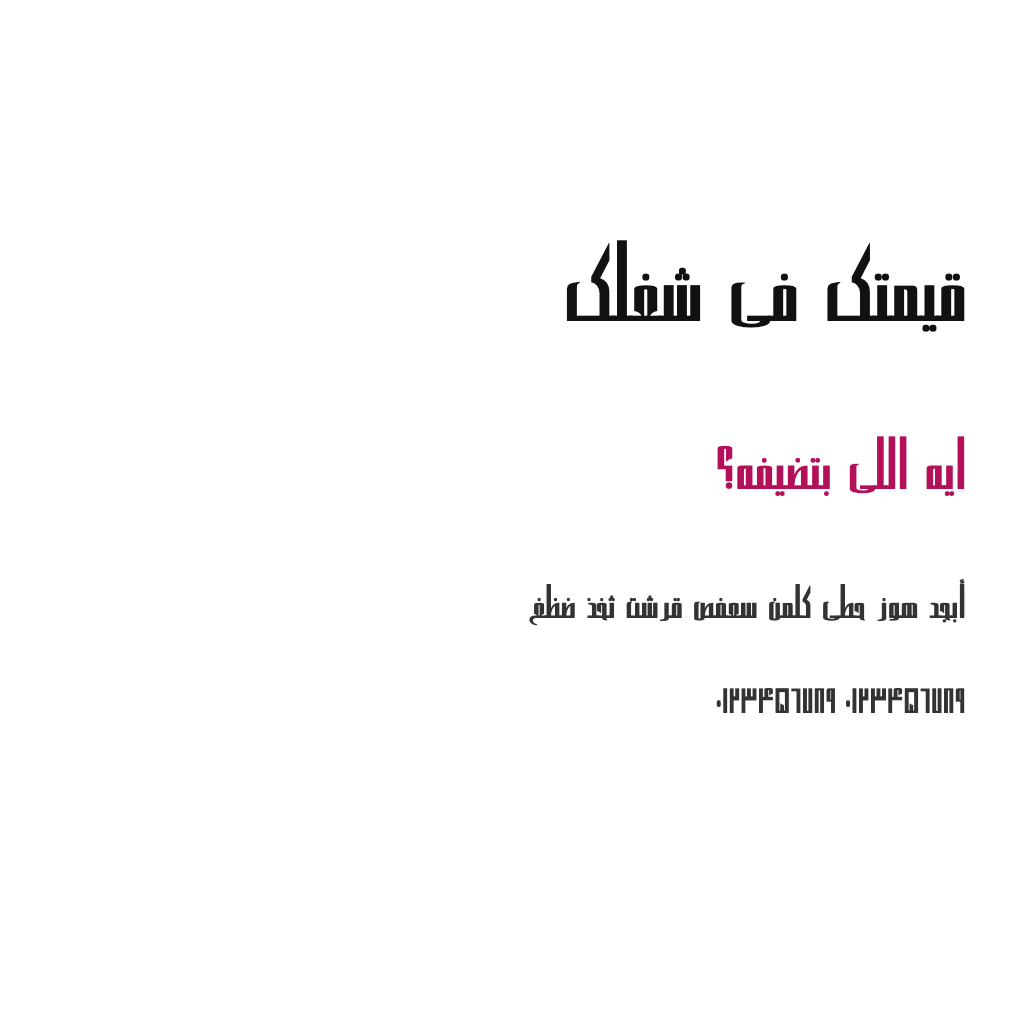 قيمتك فى شغلك
ايه اللى بتضيفه؟
أبجد هوز حطى كلمن سعفص قرشت ثخذ ضظغ
٠١٢٣٤٥٦٧٨٩ ٠١٢٣٤٥٦٧٨٩